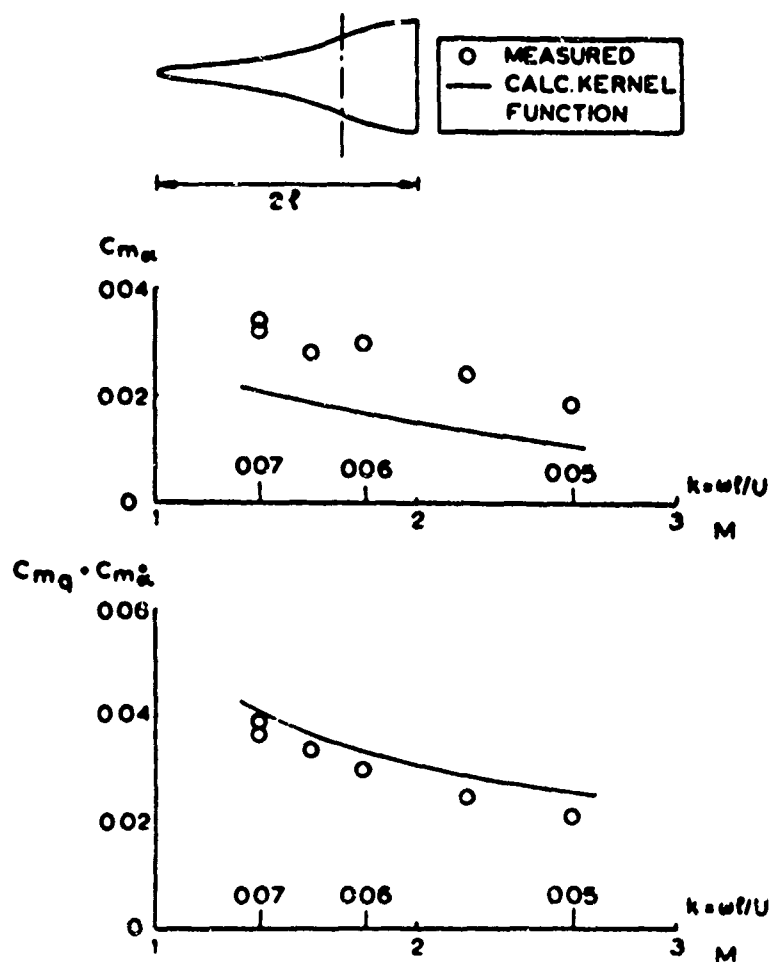 O MEASURED
— CALC. KERNEL
FUNCTION
2ℓ
Cmα
004
002
0
007 006 005 k=ωℓ/U
1 2 3
M
Cmq + Cmα̇
006
004
002
0
007 006 005 k=ωℓ/U
1 2 3
M